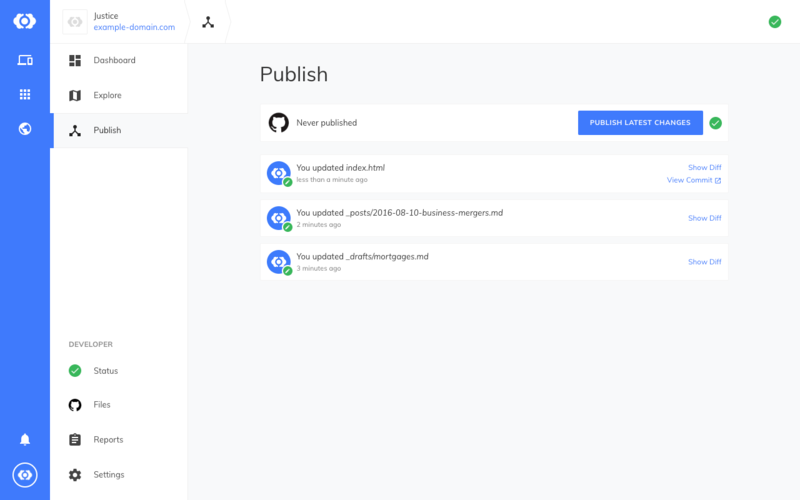 Justice
example-domain.com
Dashboard
Explore
Publish
DEVELOPER
Status
Files
Reports
Settings
Publish
Never published
PUBLISH LATEST CHANGES
You updated index.html
less than a minute ago
Show Diff
View Commit
You updated _posts/2016-08-10-business-mergers.md
2 minutes ago
Show Diff
You updated _drafts/mortgages.md
3 minutes ago
Show Diff